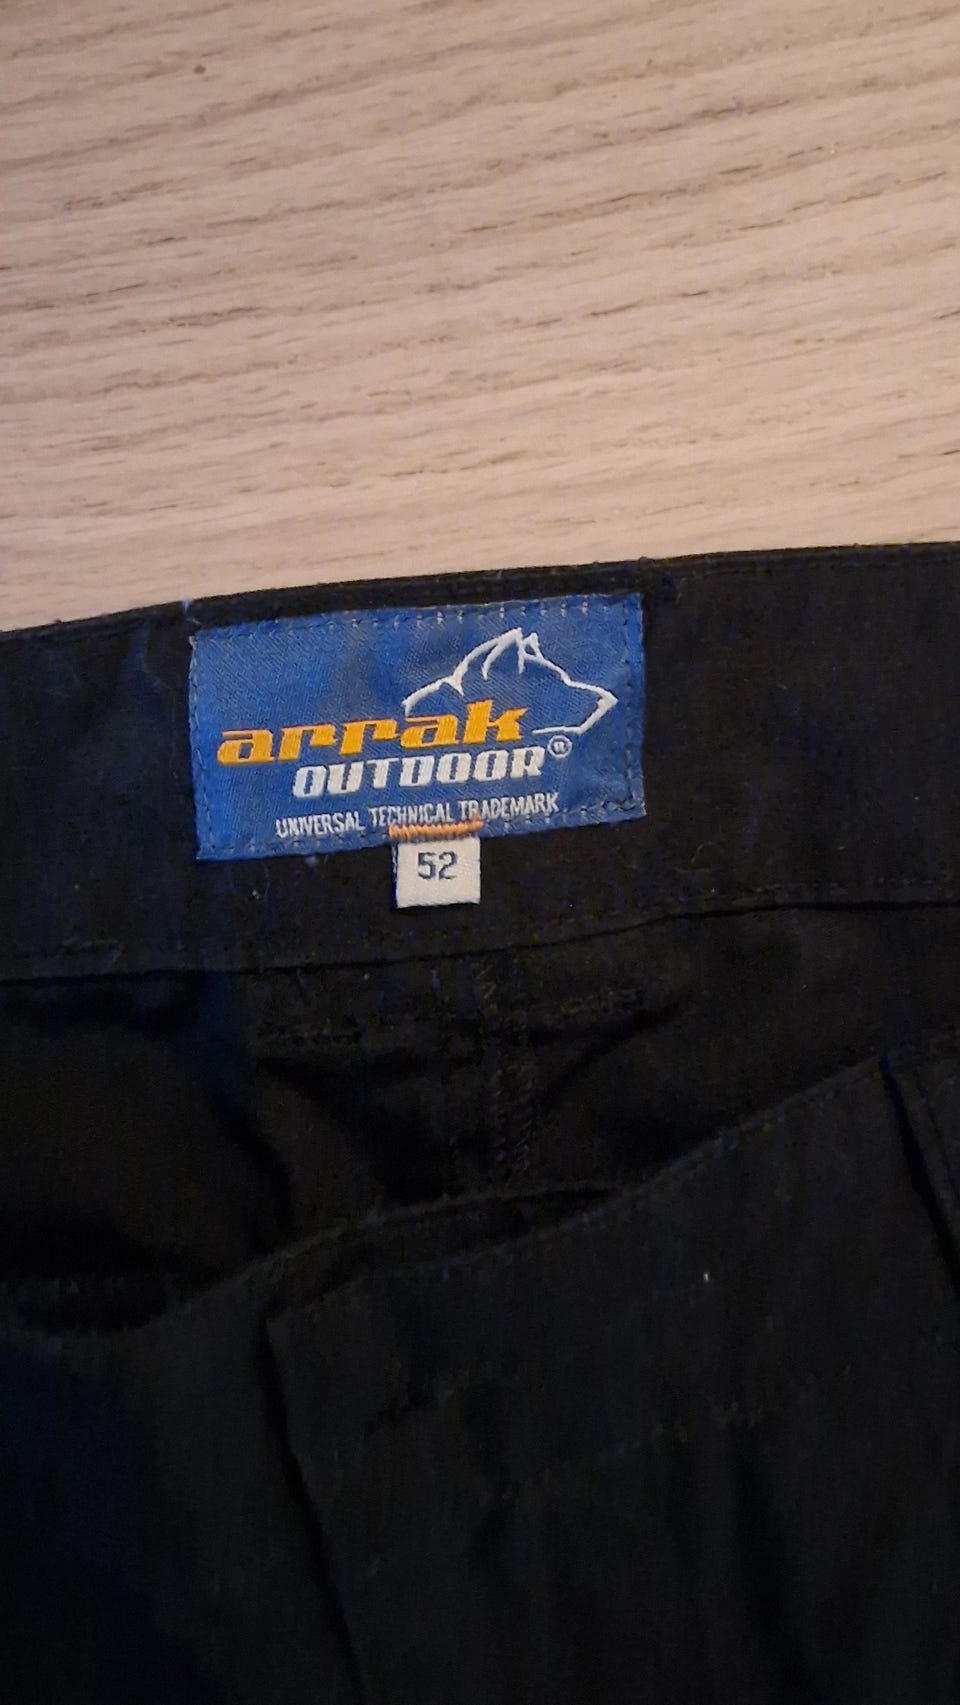 arrak
OUTDOOR®
UNIVERSAL TECHNICAL TRADEMARK
52